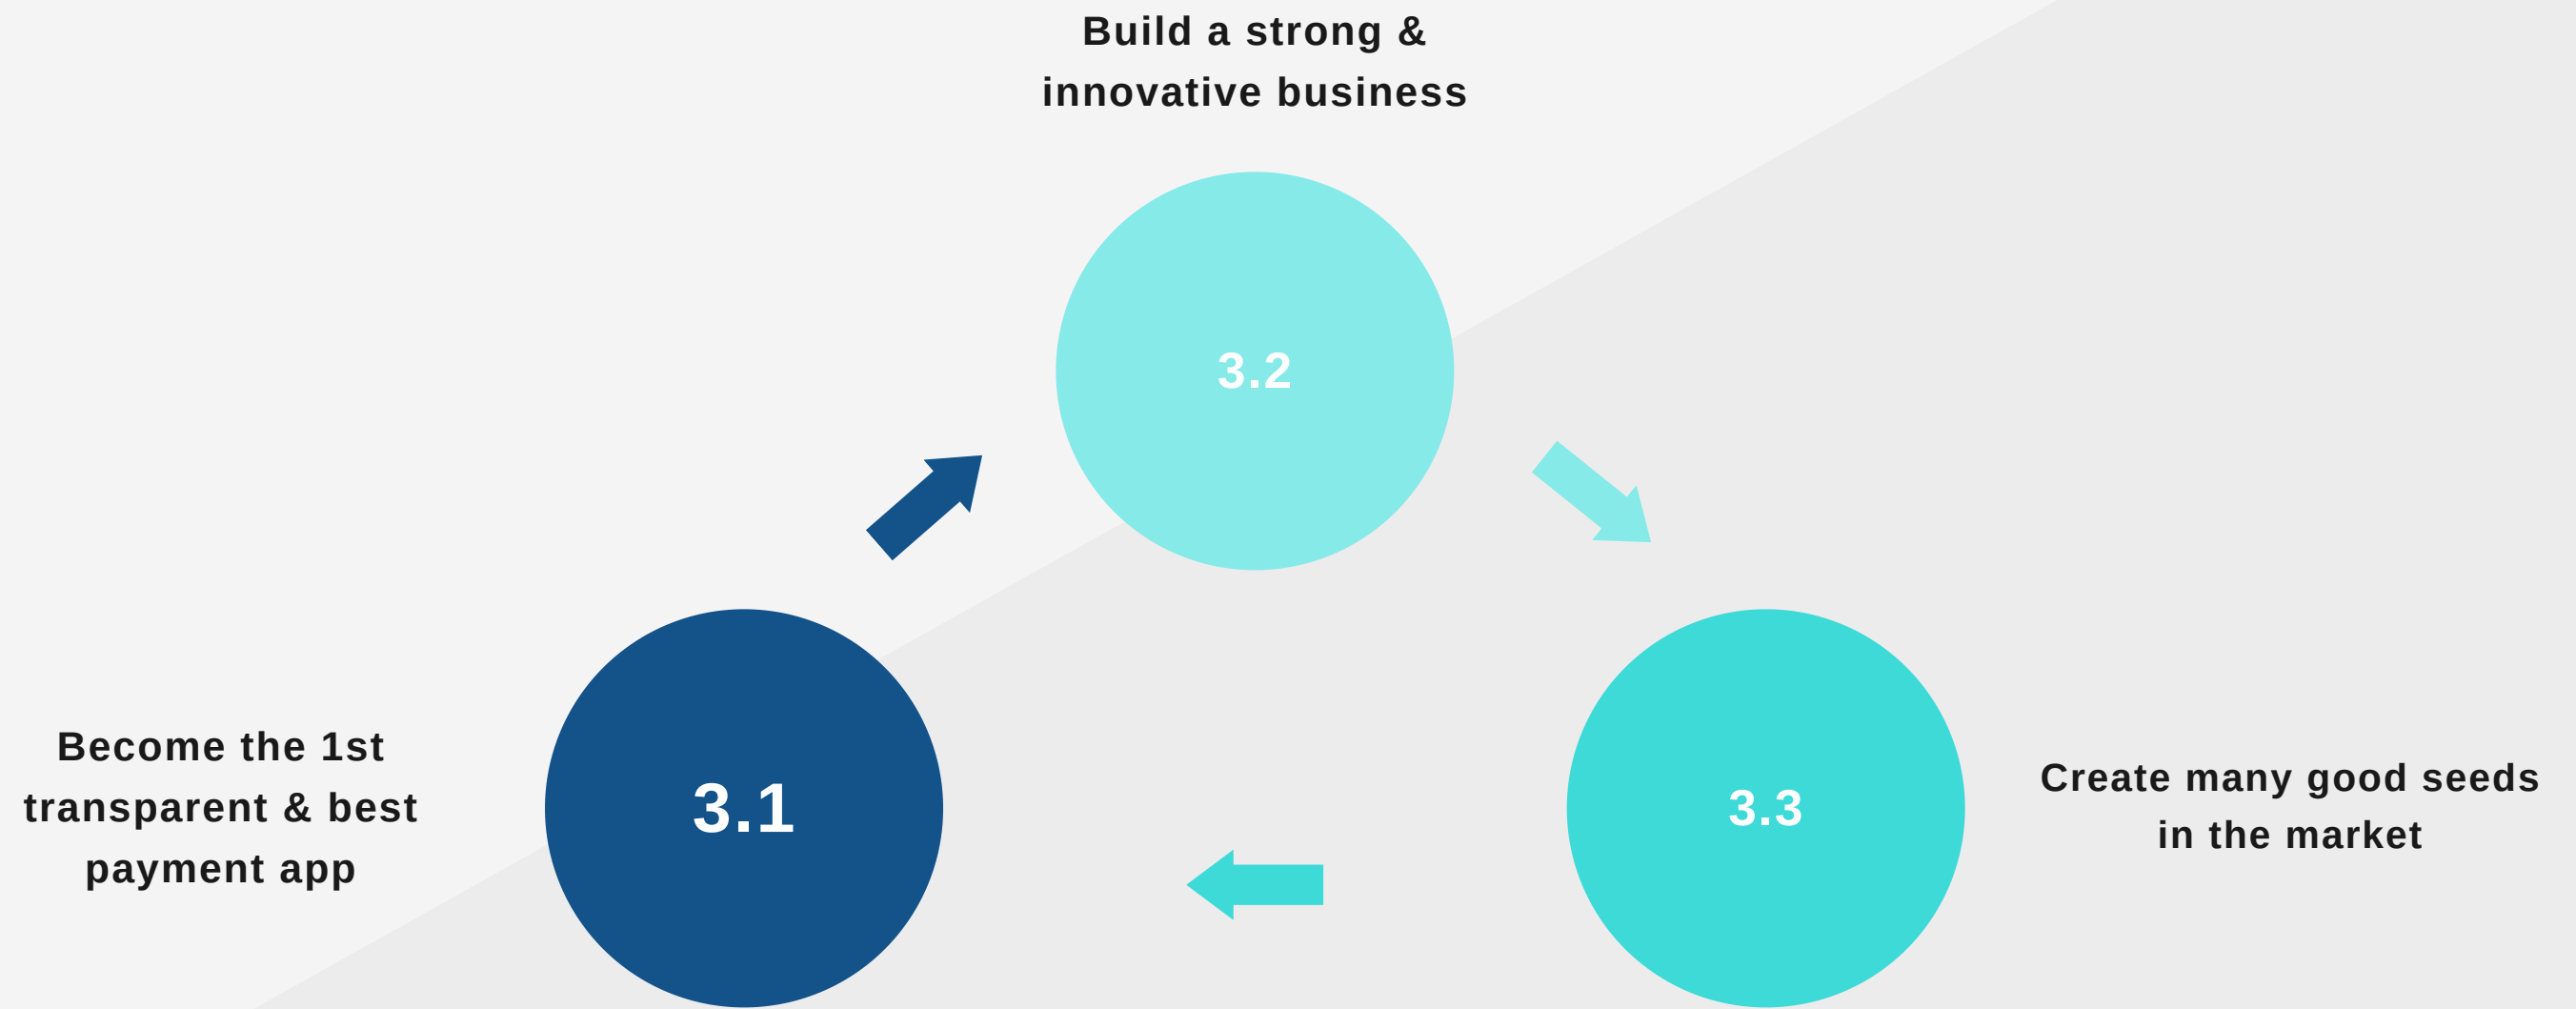 Build a strong &
innovative business
3.2
Become the 1st
transparent & best
payment app
3.1
3.3
Create many good seeds
in the market